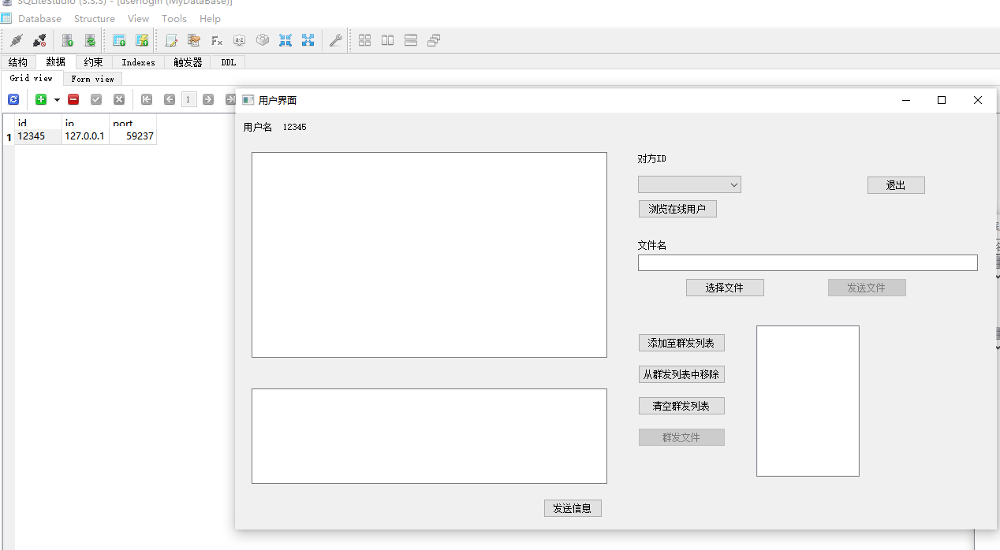 SQLiteStudio (3.3.3) - [userlogin (MyDataBase)]
Database Structure View Tools Help
结构 数据 约束 Indexes 触发器 DDL
Grid view Form view
1
id ip port
1 12345 127.0.0.1 59237
用户界面
用户名 12345
对方ID
退出
浏览在线用户
文件名
选择文件 发送文件
添加至群发列表
从群发列表中移除
清空群发列表
群发文件
发送信息